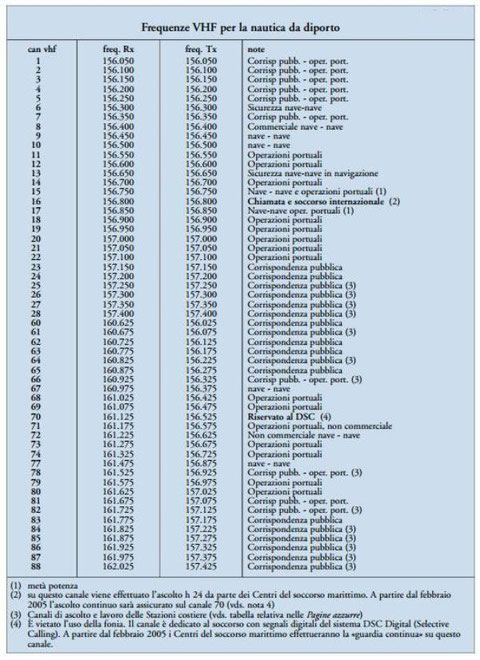 Frequenze VHF per la nautica da diporto
can vhf freq. Rx freq. Tx note
1 156.050 156.050 Corrisp pubb. - oper. port.
2 156.100 156.100 Corrisp pubb. - oper. port.
3 156.150 156.150 Corrisp pubb. - oper. port.
4 156.200 156.200 Corrisp pubb. - oper. port.
5 156.250 156.250 Corrisp pubb. - oper. port.
6 156.300 156.300 Sicurezza nave-nave
7 156.350 156.350 Corrisp pubb. - oper. port.
8 156.400 156.400 Commerciale nave - nave
9 156.450 156.450 nave - nave
10 156.500 156.500 nave - nave
11 156.550 156.550 Operazioni portuali
12 156.600 156.600 Operazioni portuali
13 156.650 156.650 Sicurezza nave-nave in navigazione
14 156.700 156.700 Operazioni portuali
15 156.750 156.750 Nave - nave e operazioni portuali (1)
16 156.800 156.800 Chiamata e soccorso internazionale (2)
17 156.850 156.850 Nave-nave oper. portuali (1)
18 156.900 156.900 Operazioni portuali
19 156.950 156.950 Operazioni portuali
20 157.000 157.000 Operazioni portuali
21 157.050 157.050 Operazioni portuali
22 157.100 157.100 Operazioni portuali
23 157.150 157.150 Corrispondenza pubblica
24 157.200 157.200 Corrispondenza pubblica
25 157.250 157.250 Corrispondenza pubblica (3)
26 157.300 157.300 Corrispondenza pubblica (3)
27 157.350 157.350 Corrispondenza pubblica (3)
28 157.400 157.400 Corrispondenza pubblica (3)
60 160.625 156.025 Corrispondenza pubblica
61 160.675 156.075 Corrispondenza pubblica (3)
62 160.725 156.125 Corrispondenza pubblica
63 160.775 156.175 Corrispondenza pubblica
64 160.825 156.225 Corrispondenza pubblica (3)
65 160.875 156.275 Corrispondenza pubblica
66 160.925 156.325 Corrisp pubb. - oper. port. (3)
67 160.975 156.375 nave - nave
68 161.025 156.425 Operazioni portuali
69 161.075 156.475 Operazioni portuali
70 161.125 156.525 Riservato al DSC (4)
71 161.175 156.575 Operazioni portuali, non commerciale
72 161.225 156.625 Non commerciale nave - nave
73 161.275 156.675 Operazioni portuali
74 161.325 156.725 Operazioni portuali
77 161.475 156.875 nave - nave
78 161.525 156.925 Corrisp pubb. - oper. port. (3)
79 161.575 156.975 Operazioni portuali
80 161.625 157.025 Operazioni portuali
81 161.675 157.075 Corrisp pubb. - oper. port.
82 161.725 157.125 Corrisp pubb. - oper. port. (3)
83 161.775 157.175 Corrispondenza pubblica
84 161.825 157.225 Corrispondenza pubblica (3)
85 161.875 157.275 Corrispondenza pubblica (3)
86 161.925 157.325 Corrispondenza pubblica (3)
87 161.975 157.375 Corrispondenza pubblica (3)
88 162.025 157.425 Corrispondenza pubblica (3)
(1) metà potenza
(2) su questo canale viene effettuato l'ascolto h 24 da parte dei Centri del soccorso marittimo. A partire dal febbraio
2005 l'ascolto continuo sarà assicurato sul canale 70 (vds. nota 4)
(3) Canali di ascolto e lavoro delle Stazioni costiere (vds. tabella relativa nelle Pagine azzurre)
(4) È vietato l'uso della fonia. Il canale è dedicato al soccorso con segnali digitali del sistema DSC Digital (Selective
Calling). A partire dal febbraio 2005 i Centri del soccorso marittimo effettueranno la «guardia continua» su questo
canale.